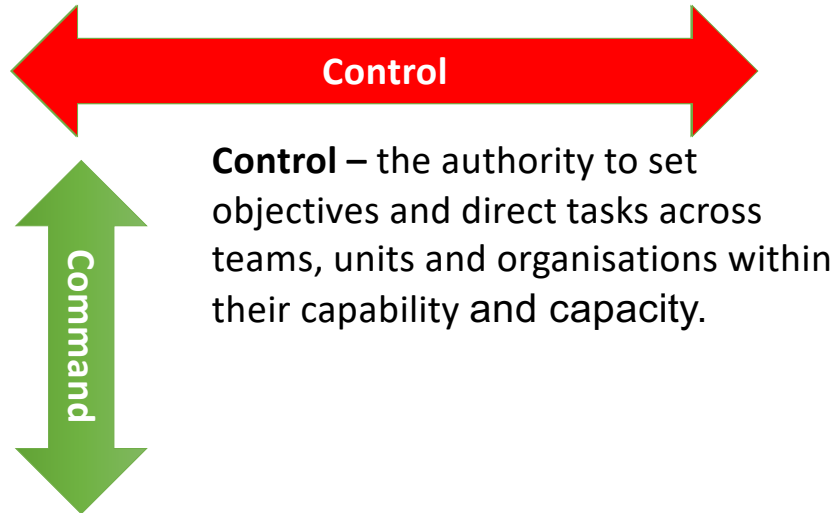 Control
Control – the authority to set
objectives and direct tasks across
teams, units and organisations within
their capability and capacity.
Command